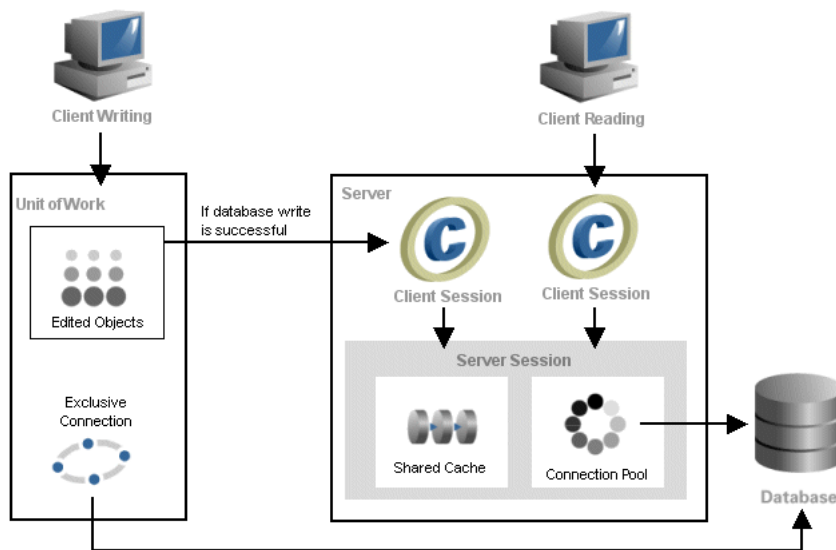 Client Writing
Client Reading
Unit of Work
Server
If database write
is successful
C
C
Client Session
Client Session
Edited Objects
Server Session
Exclusive
Connection
Shared Cache
Connection Pool
Database